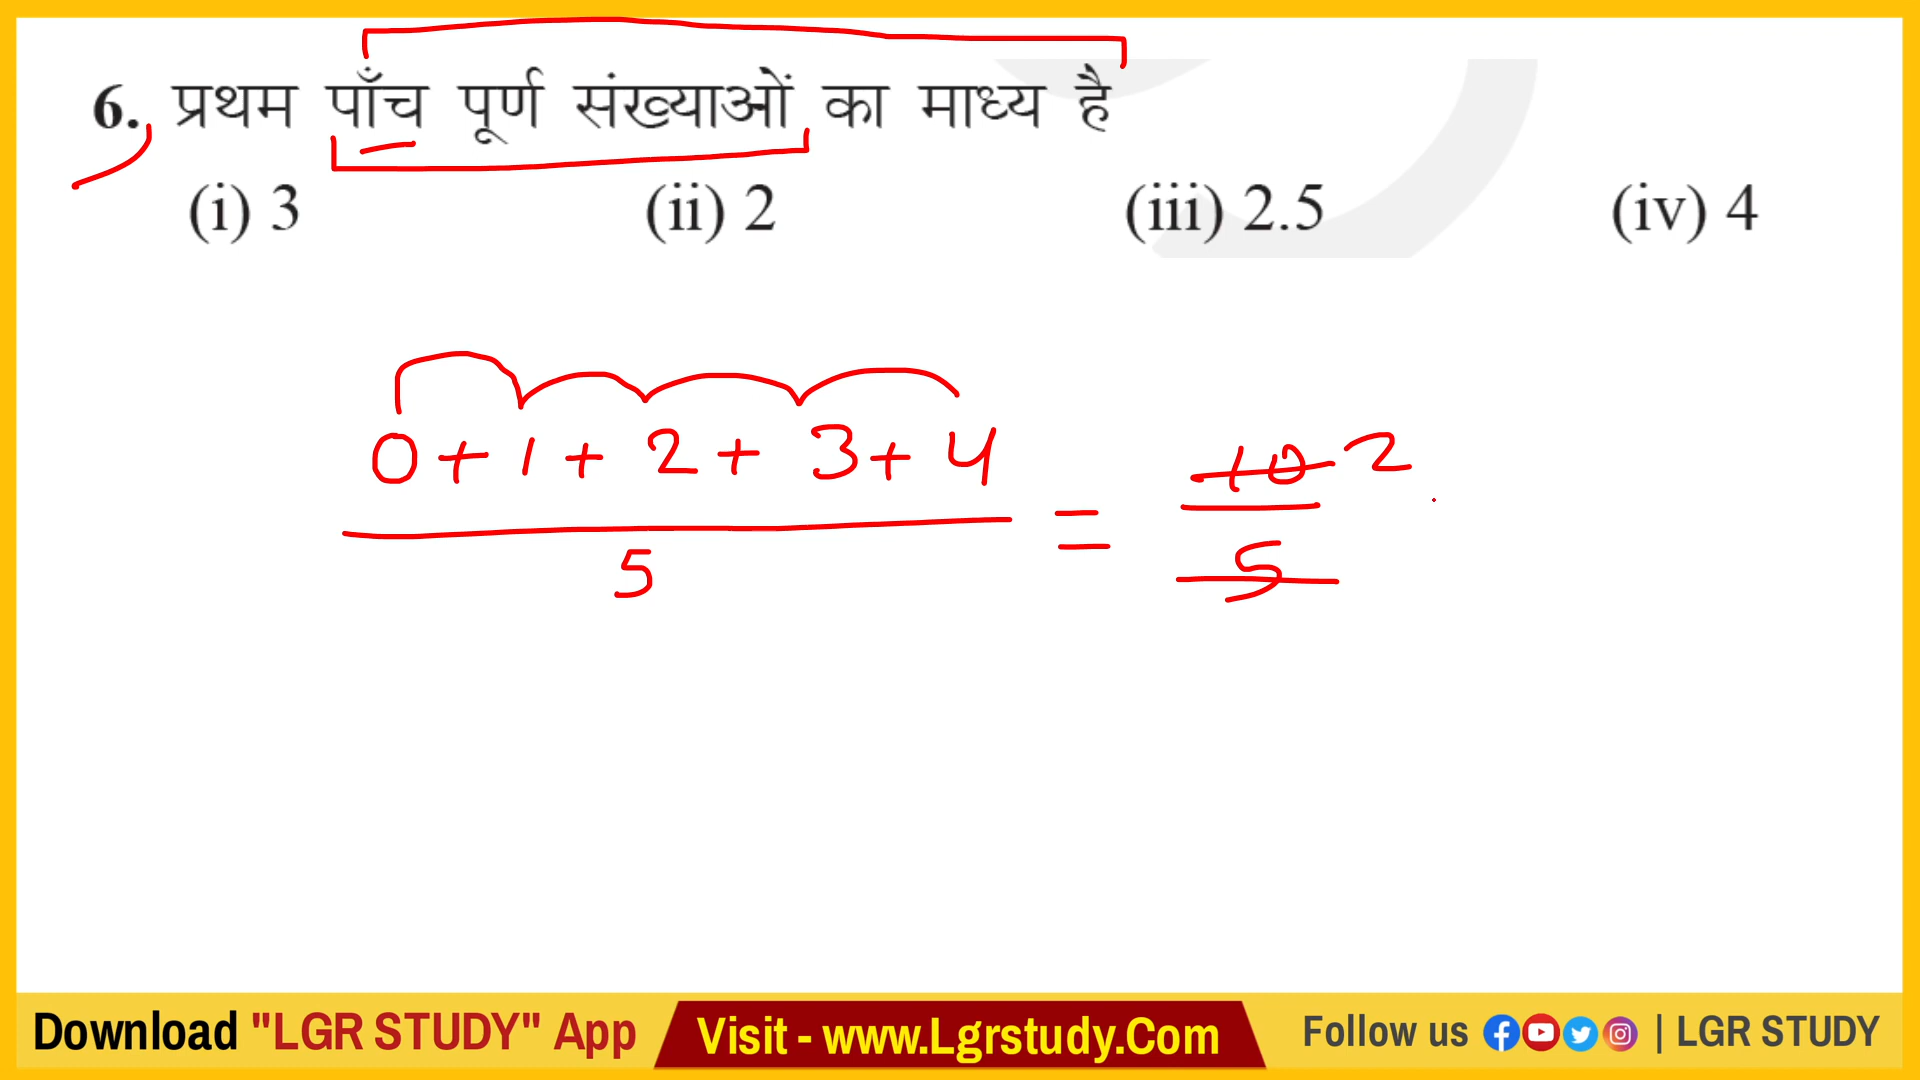 6. प्रथम पाँच पूर्ण संख्याओं का माध्य है
(i) 3 (ii) 2 (iii) 2.5 (iv) 4
0 + 1 + 2 + 3 + 4 10 2
=
5 5
Download "LGR STUDY" App Visit - www.Lgrstudy.Com Follow us | LGR STUDY